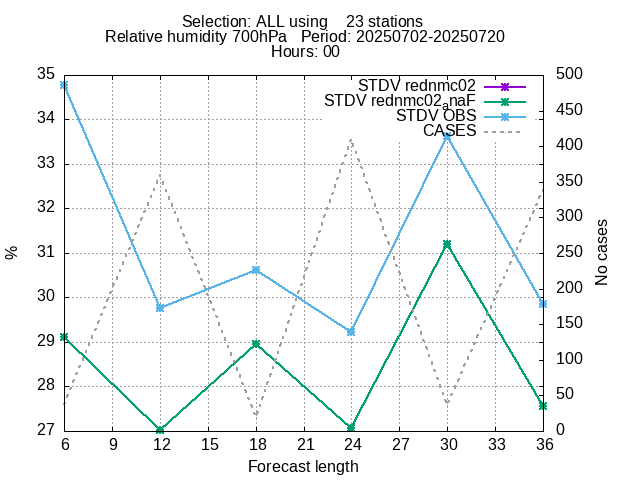 Selection: ALL using 23 stations
Relative humidity 700hPa Period: 20250702-20250720
Hours: 00
STDV rednmc02
STDV rednmc02anaF
STDV OBS
CASES
35
34
33
32
31
30
29
28
27
%
500
450
400
350
300
250
200
150
100
50
0
No cases
6 9 12 15 18 21 24 27 30 33 36
Forecast length